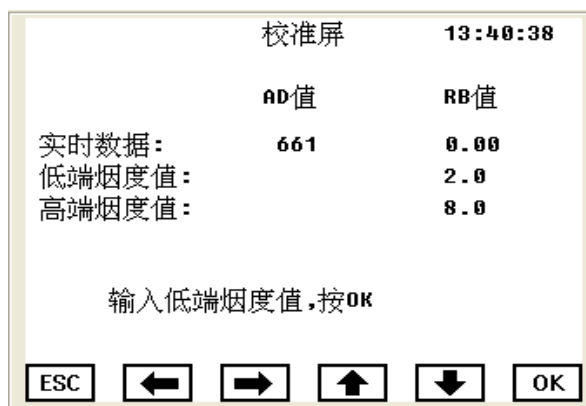 校准屏 13:40:38
AD值 RB值
实时数据: 661 0.00
低端烟度值: 2.0
高端烟度值: 8.0
输入低端烟度值,按OK
ESC OK